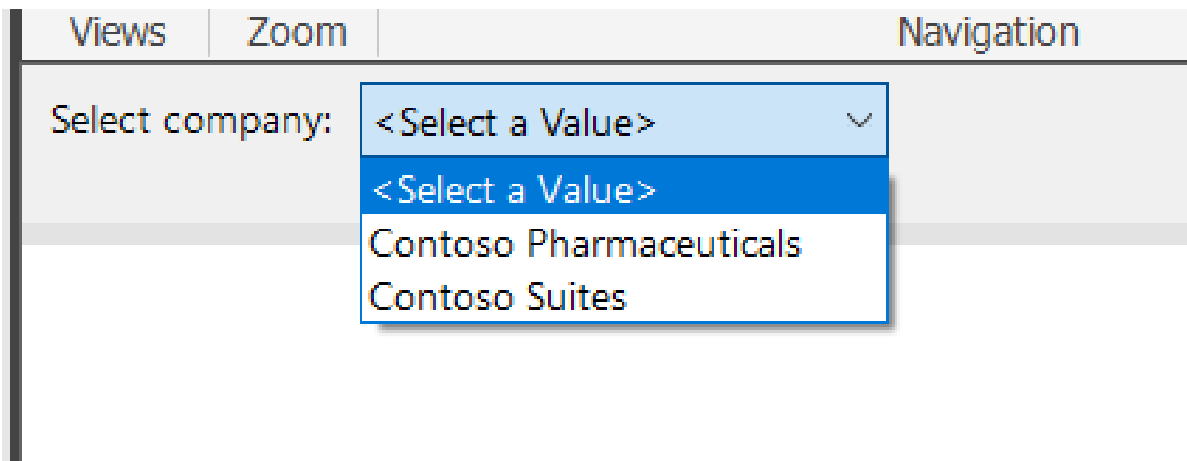 Views Zoom Navigation
Select company: <Select a Value>
<Select a Value>
Contoso Pharmaceuticals
Contoso Suites